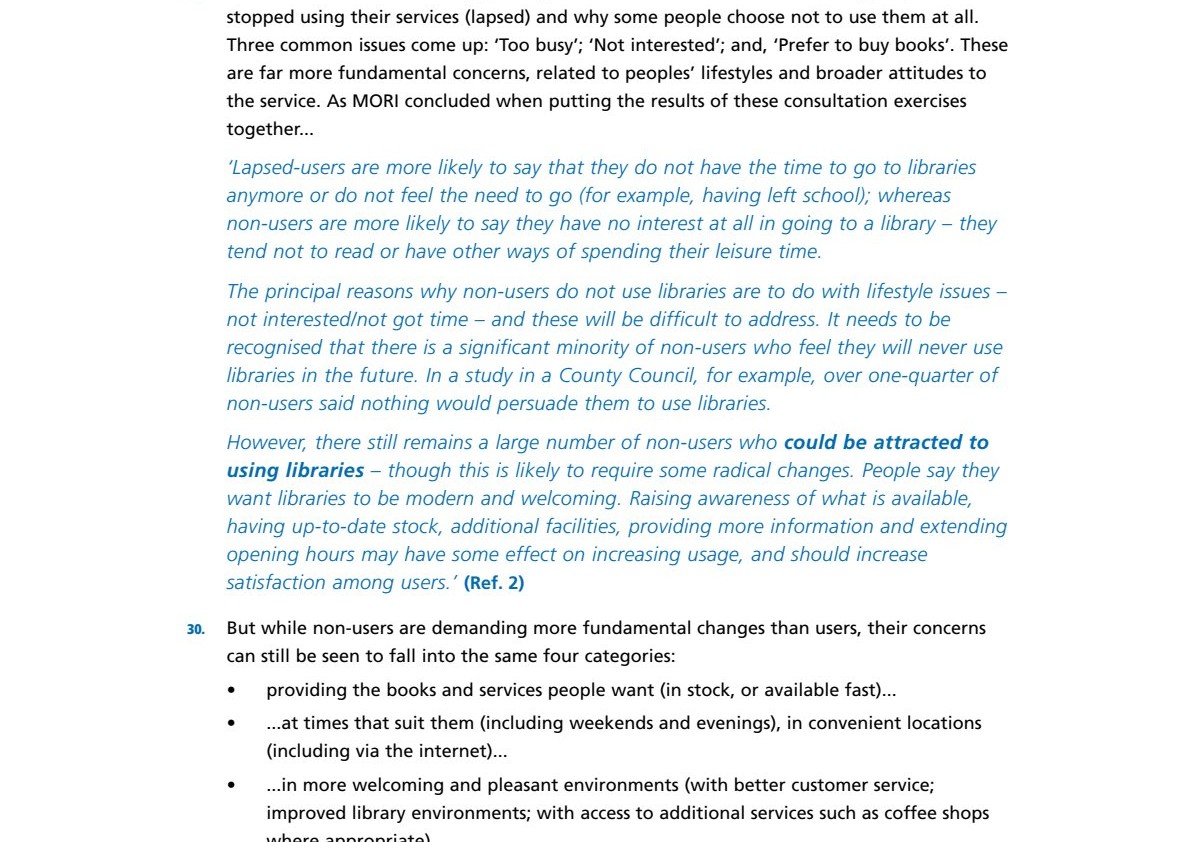 stopped using their services (lapsed) and why some people choose not to use them at all.
Three common issues come up: ‘Too busy’; ‘Not interested’; and, ‘Prefer to buy books’. These
are far more fundamental concerns, related to peoples’ lifestyles and broader attitudes to
the service. As MORI concluded when putting the results of these consultation exercises
together...
‘Lapsed-users are more likely to say that they do not have the time to go to libraries
anymore or do not feel the need to go (for example, having left school); whereas
non-users are more likely to say they have no interest at all in going to a library – they
tend not to read or have other ways of spending their leisure time.
The principal reasons why non-users do not use libraries are to do with lifestyle issues –
not interested/not got time – and these will be difficult to address. It needs to be
recognised that there is a significant minority of non-users who feel they will never use
libraries in the future. In a study in a County Council, for example, over one-quarter of
non-users said nothing would persuade them to use libraries.
However, there still remains a large number of non-users who could be attracted to
using libraries – though this is likely to require some radical changes. People say they
want libraries to be modern and welcoming. Raising awareness of what is available,
having up-to-date stock, additional facilities, providing more information and extending
opening hours may have some effect on increasing usage, and should increase
satisfaction among users.’ (Ref. 2)
30. But while non-users are demanding more fundamental changes than users, their concerns
can still be seen to fall into the same four categories:
• providing the books and services people want (in stock, or available fast)...
• ...at times that suit them (including weekends and evenings), in convenient locations
(including via the internet)...
• ...in more welcoming and pleasant environments (with better customer service;
improved library environments; with access to additional services such as coffee shops
where appropriate)